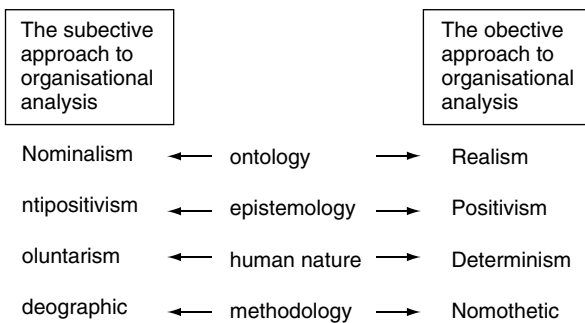 The subective
approach to
organisational
analysis
The obective
approach to
organisational
analysis
Nominalism ontology Realism
ntipositivism epistemology Positivism
oluntarism human nature Determinism
deographic methodology Nomothetic